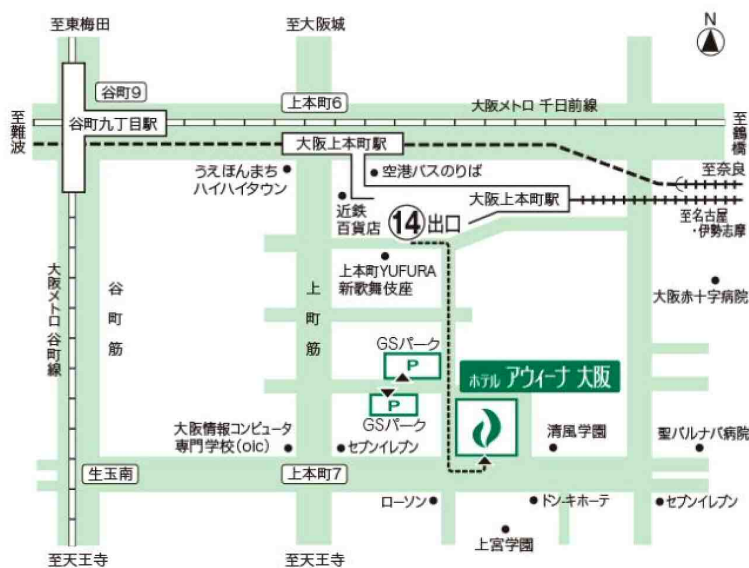 至東梅田
至大阪城
N
谷町9
上本町6
大阪メトロ 千日前線
至難波
谷町九丁目駅
至鶴橋
大阪上本町駅
うえほんまち
ハイハイタウン
空港バスのりば
至奈良
大阪上本町駅
近鉄
百貨店
14出口
至名古屋
・伊勢志摩
上本町YUFURA
新歌舞伎座
大阪赤十字病院
大阪メトロ 谷町線
谷町筋
上町筋
GSパーク
P
ホテル アウィーナ 大阪
P
GSパーク
大阪情報コンピュータ
専門学校(oic)
セブンイレブン
清風学園
聖バルナバ病院
生玉南
上本町7
ローソン
ドン・キホーテ
セブンイレブン
上宮学園
至天王寺
至天王寺